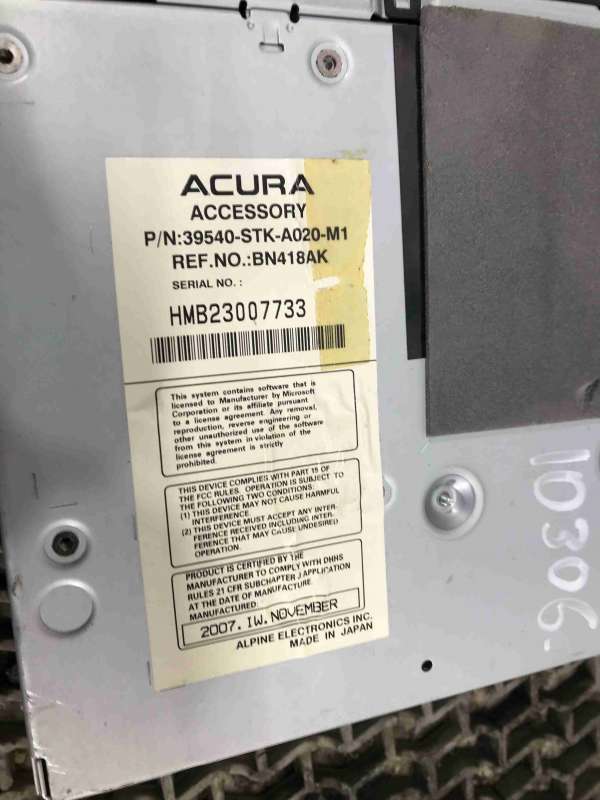 ACURA
ACCESSORY
P/N:39540-STK-A020-M1
REF.NO.:BN418AK
SERIAL NO. :
HMB23007733
This system contains software that is
licensed to Manufacturer by Microsoft
Corporation or its affiliate pursuant
to a license agreement. Any removal,
reproduction, reverse engineering or
other unauthorized use of the software
from this system in violation of the
license agreement is strictly
prohibited.
THIS DEVICE COMPLIES WITH PART 15 OF
THE FCC RULES. OPERATION IS SUBJECT TO
THE FOLLOWING TWO CONDITIONS:
(1) THIS DEVICE MAY NOT CAUSE HARMFUL
INTERFERENCE.
(2) THIS DEVICE MUST ACCEPT ANY INTER-
FERENCE RECEIVED INCLUDING INTER-
FERENCE THAT MAY CAUSE UNDESIRED
OPERATION.
PRODUCT IS CERTIFIED BY THE
MANUFACTURER TO COMPLY WITH DHHS
RULES 21 CFR SUBCHAPTER J APPLICATION
AT THE DATE OF MANUFACTURE.
MANUFACTURED:
2007. IW. NOVEMBER
ALPINE ELECTRONICS INC.
MADE IN JAPAN
10306.